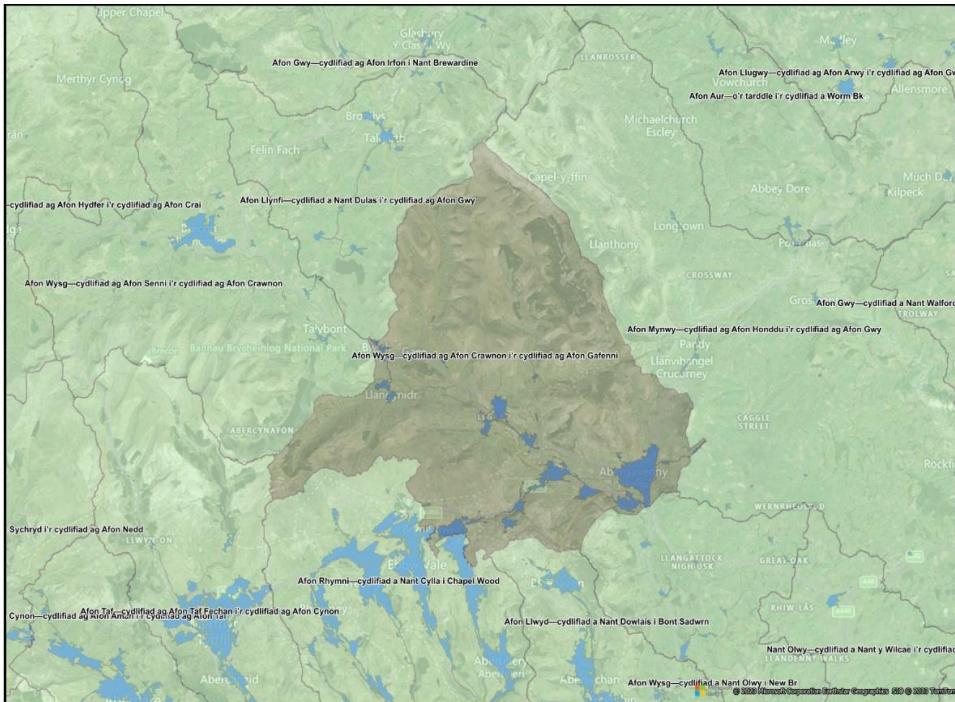 Upper Chapel
Glasbury
Y Clas ar Wy
Afon Gwy—cydlifiad ag Afon Irfon i Nant Brewardine
LLANROSSER
Madley
Merthyr Cynog
Vowchurch
Afon Llugwy—cydlifiad ag Afon Arwy i'r cydlifiad ag Afon Gw
Allensmore
Afon Aur—o'r tarddle i'r cydlifiad a Worm Bk
Bronllys
Talgarth
Michaelchurch
Escley
Felin Fach
Capel-y-ffin
Abbey Dore
Kilpeck
-cydlifiad ag Afon Hydfer i'r cydlifiad ag Afon Crai
Afon Llynfi—cydlifiad a Nant Dulas i'r cydlifiad ag Afon Gwy
Longtown
Llanthony
CROSSWAY
Afon Wysg—cydlifiad ag Afon Senni i'r cydlifiad ag Afon Crawnon
Afon Gwy—cydlifiad a Nant Walford
TROLWAY
Talybont
Afon Mynwy—cydlifiad ag Afon Honddu i'r cydlifiad ag Afon Gwy
Bannau Brycheiniog National Park
Afon Wysg—cydlifiad ag Afon Crawnon i'r cydlifiad ag Afon Gafenni
Pandy
Llanvihangel
Crucorney
Llangynidr
CAGGLE
STREET
ABERCYNAFON
Abergavenny
Rockfi
WERNRHEOLYDD
Sychryd i'r cydlifiad ag Afon Nedd
LLWYN-ON
LLANGATTOCK
NIGH USK
GREAT OAK
Ebbw Vale
Afon Rhymni—cydlifiad a Nant Cylla i Chapel Wood
RHIW LAS
Afon Taf—cydlifiad ag Afon Taf Fechan i'r cydlifiad ag Afon Cynon
Cynon—cydlifiad ag Afon Aman i'r cydlifiad ag Afon Taf
Afon Llwyd—cydlifiad a Nant Dowlais i Bont Sadwrn
Nant Olwy—cydlifiad a Nant y Wilcae i'r cydlifiad
LLANDENNY WALKS
Afon Wysg—cydlifiad a Nant Olwy i New Br
© 2023 Microsoft Corporation Earthstar Geographics SIO © 2023 TomTom